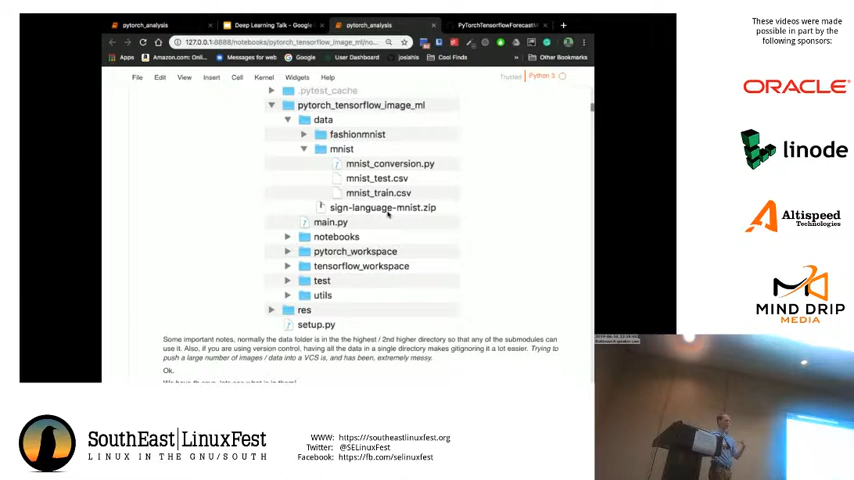 pytorch_analysis
Deep Learning Talk - Google
pytorch_analysis
PyTorchTensorflowForecastM
127.0.0.1:8888/notebooks/pytorch_tensorflow_image_ml/no
Apps
Amazon.com: Onli
Messages for web
Google
User Dashboard
josiahls
Cool Finds
Other Bookmarks
File Edit View Insert Cell Kernel Widgets Help
Trusted
Python 3
.pytest_cache
pytorch_tensorflow_image_ml
data
fashionmnist
mnist
mnist_conversion.py
mnist_test.csv
mnist_train.csv
sign-language-mnist.zip
main.py
notebooks
pytorch_workspace
tensorflow_workspace
test
utils
res
setup.py
Some important notes, normally the data folder is in the the highest / 2nd higher directory so that any of the submodules can
use it. Also, if you are using version control, having all the data in a single directory makes gitignoring it a lot easier. Trying to
push a large number of images / data into a VCS is, and has been, extremely messy.
Ok.
These videos were made
possible in part by the
following sponsors:
ORACLE
linode
Altispeed
Technologies
MIND DRIP
MEDIA
SouthEast|LinuxFest
LINUX IN THE GNU/SOUTH
WWW: https:///southeastlinuxfest.org
Twitter: @SELinuxFest
Facebook: https://fb.com/selinuxfest